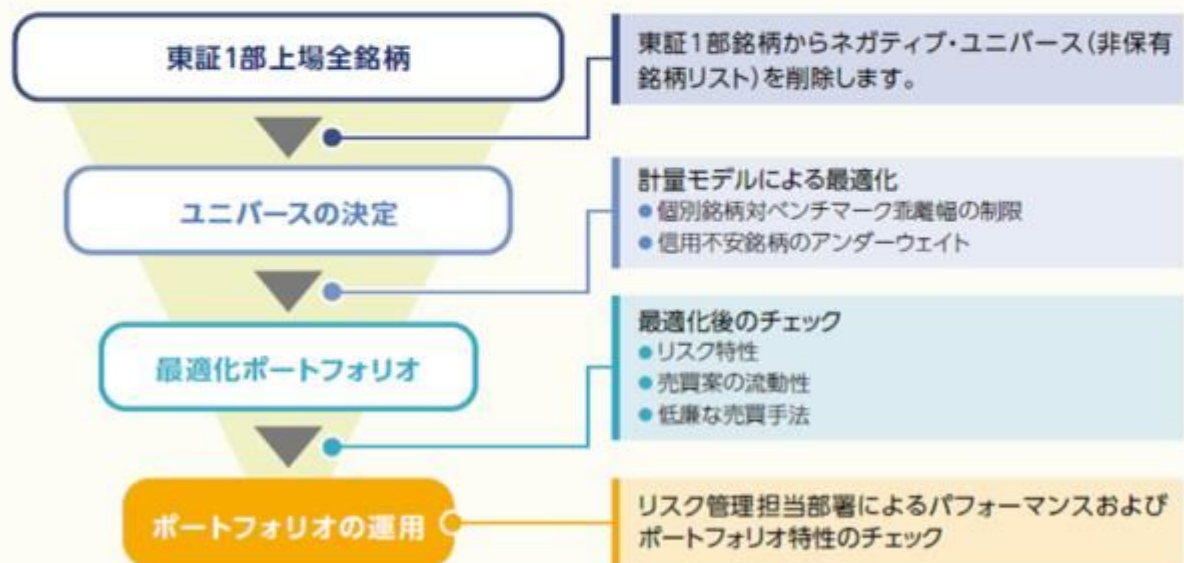 東証1部上場全銘柄
東証1部銘柄からネガティブ・ユニバース(非保有
銘柄リスト)を削除します。
ユニバースの決定
計量モデルによる最適化
●個別銘柄対ベンチマーク乖離幅の制限
●信用不安銘柄のアンダーウェイト
最適化ポートフォリオ
最適化後のチェック
●リスク特性
●売買案の流動性
●低廉な売買手法
ポートフォリオの運用
リスク管理担当部署によるパフォーマンスおよび
ポートフォリオ特性のチェック